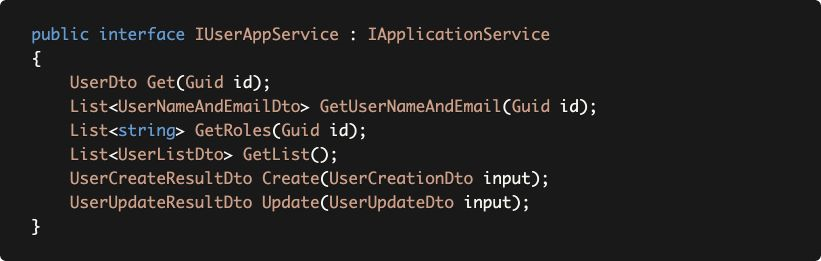 public interface IUserAppService : IApplicationService
{
    UserDto Get(Guid id);
    List<UserNameAndEmailDto> GetUserNameAndEmail(Guid id);
    List<string> GetRoles(Guid id);
    List<UserListDto> GetList();
    UserCreateResultDto Create(UserCreationDto input);
    UserUpdateResultDto Update(UserUpdateDto input);
}